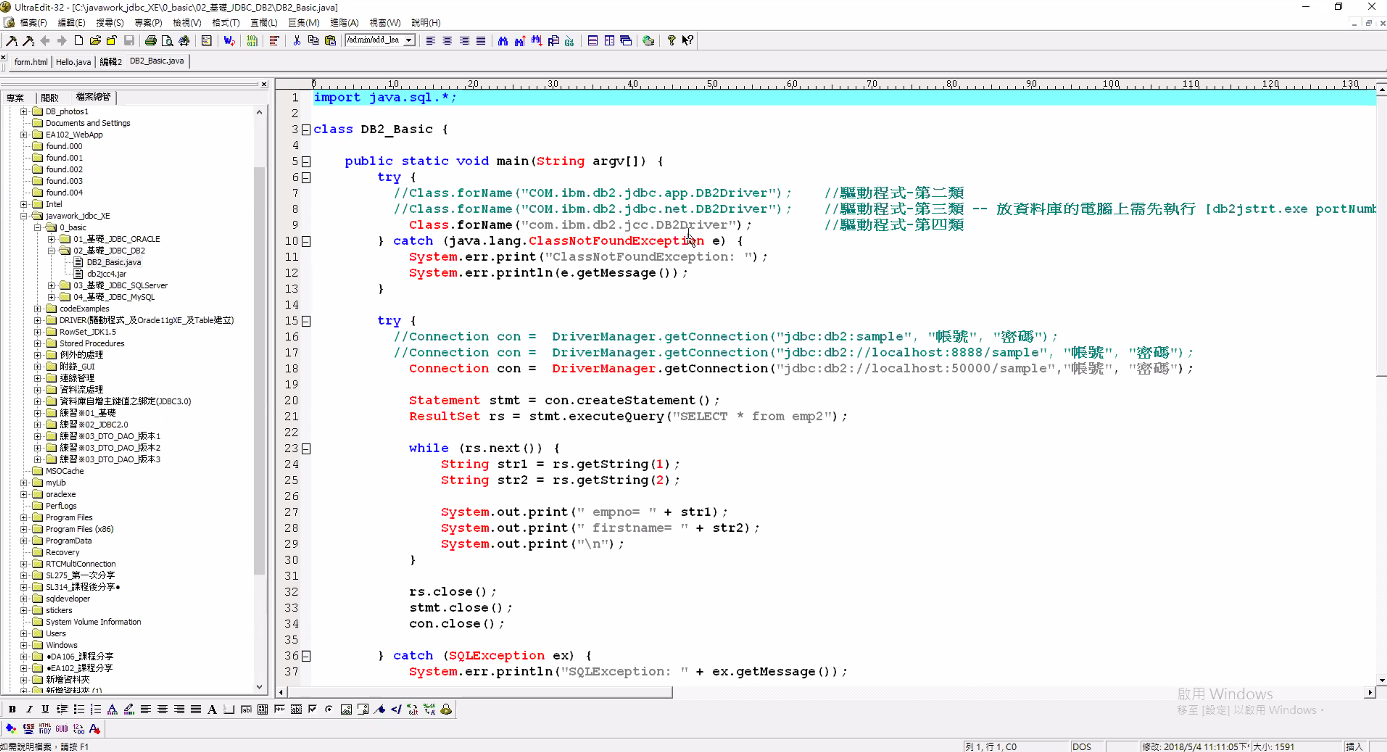 UltraEdit-32 - [C:\javawork_jdbc_XE\0_basic\02_基礎_JDBC_DB2\DB2_Basic.java]
檔案(F) 編輯(E) 搜尋(S) 專案(P) 檢視(V) 格式(T) 直欄(L) 巨集(M) 進階(A) 視窗(W) 說明(H)
/admin/add_lea
form.html Hello.java 編輯2 DB2_Basic.java
專案 開啟 檔案總管
0 10 20 30 40 50 60 70 80 90 100 110 120 130
DB_photos1
Documents and Settings
EA102_WebApp
found.000
found.001
found.002
found.003
found.004
Intel
javawork_jdbc_XE
0_basic
01_基礎_JDBC_ORACLE
02_基礎_JDBC_DB2
DB2_Basic.java
db2jcc4.jar
03_基礎_JDBC_SQLServer
04_基礎_JDBC_MySQL
codeExamples
DRIVER(驅動程式_及Oracle11gXE_及Table建立)
RowSet_JDK1.5
Stored Procedures
例外的處理
附錄_GUI
連線管理
資料流處理
資料庫自增主鍵值之綁定(JDBC3.0)
練習※01_基礎
練習※02_JDBC2.0
練習※03_DTO_DAO_版本1
練習※03_DTO_DAO_版本2
練習※03_DTO_DAO_版本3
MSOCache
myLib
oraclexe
PerfLogs
Program Files
Program Files (x86)
ProgramData
Recovery
RTCMultiConnection
SL275_第一次分享
SL314_課程後分享●
sqldeveloper
stickers
System Volume Information
Users
Windows
●DA106_課程分享
●EA102_課程分享
新增資料夾
新增資料夾 (1)
1 import java.sql.*;
2
3 class DB2_Basic {
4
5 public static void main(String argv[]) {
6 try {
7 //Class.forName("COM.ibm.db2.jdbc.app.DB2Driver"); //驅動程式-第二類
8 //Class.forName("COM.ibm.db2.jdbc.net.DB2Driver"); //驅動程式-第三類 -- 放資料庫的電腦上需先執行 [db2jstrt.exe portNumb
9 Class.forName("com.ibm.db2.jcc.DB2Driver"); //驅動程式-第四類
10 } catch (java.lang.ClassNotFoundException e) {
11 System.err.print("ClassNotFoundException: ");
12 System.err.println(e.getMessage());
13 }
14
15 try {
16 //Connection con = DriverManager.getConnection("jdbc:db2:sample", "帳號", "密碼");
17 //Connection con = DriverManager.getConnection("jdbc:db2://localhost:8888/sample", "帳號", "密碼");
18 Connection con = DriverManager.getConnection("jdbc:db2://localhost:50000/sample","帳號", "密碼");
19
20 Statement stmt = con.createStatement();
21 ResultSet rs = stmt.executeQuery("SELECT * from emp2");
22
23 while (rs.next()) {
24 String str1 = rs.getString(1);
25 String str2 = rs.getString(2);
26
27 System.out.print(" empno= " + str1);
28 System.out.print(" firstname= " + str2);
29 System.out.print("\n");
30 }
31
32 rs.close();
33 stmt.close();
34 con.close();
35
36 } catch (SQLException ex) {
37 System.err.println("SQLException: " + ex.getMessage());
啟用 Windows
移至 [設定] 以啟用 Windows。
如需說明檔案，請按 F1
列 1, 行 1, C0 DOS 修改: 2018/5/4 11:11:05下午 大小: 1591 插入